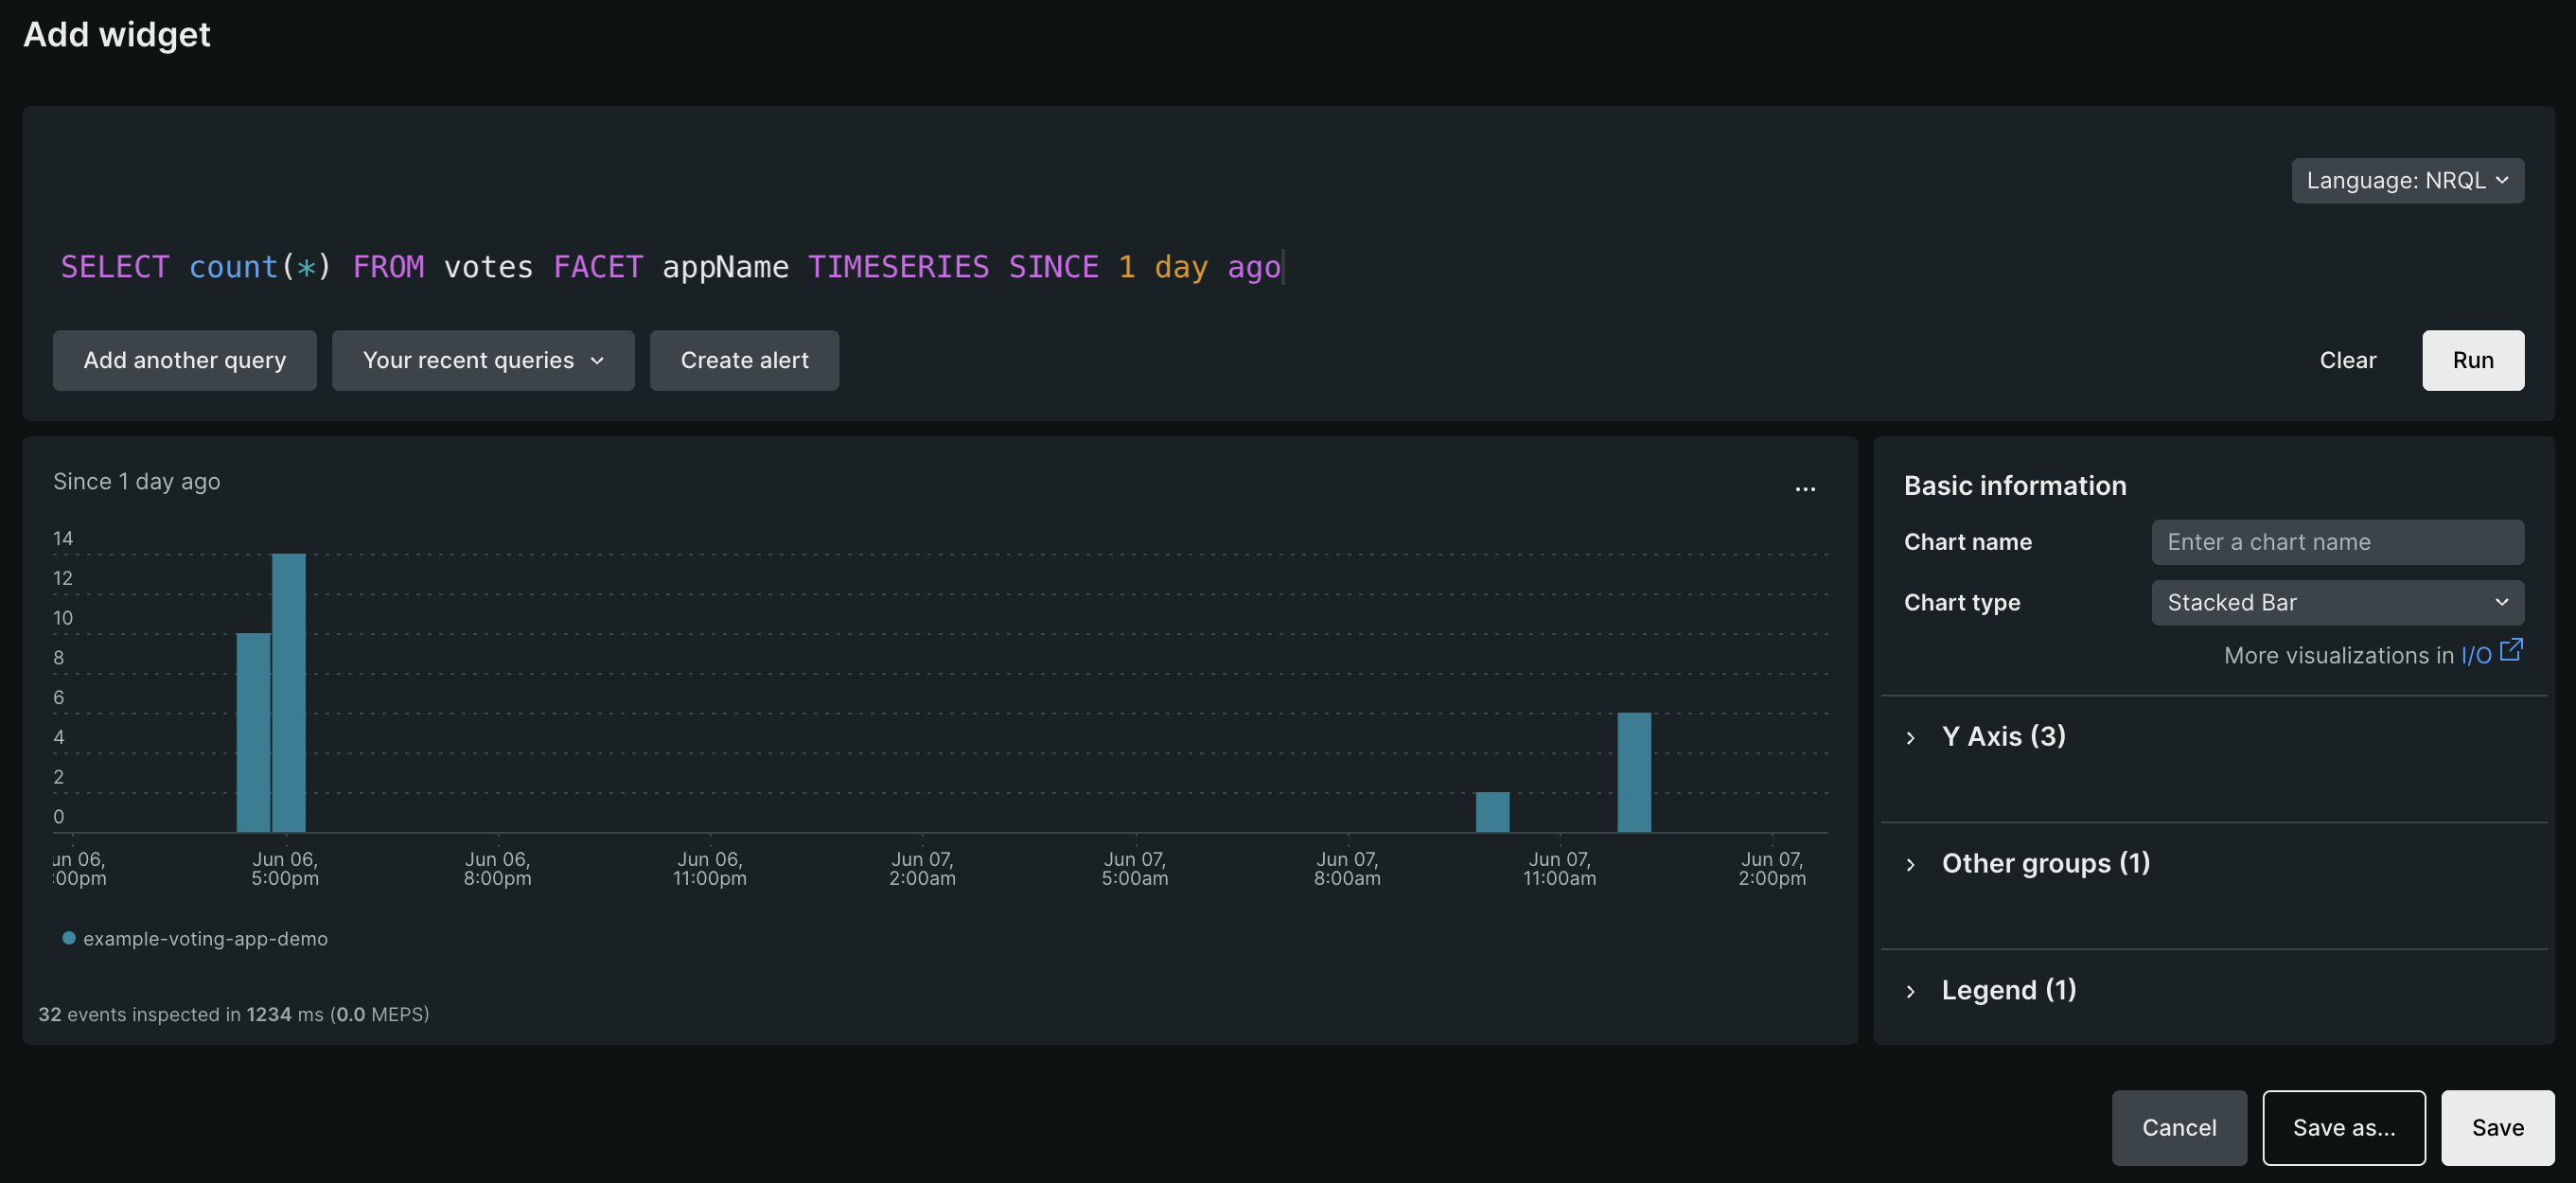 Add widget
Language: NRQL
SELECT count(*) FROM votes FACET appName TIMESERIES SINCE 1 day ago
Add another query
Your recent queries
Create alert
Clear
Run
Since 1 day ago
...
14
12
10
8
6
4
2
0
un 06,
:00pm
Jun 06,
5:00pm
Jun 06,
8:00pm
Jun 06,
11:00pm
Jun 07,
2:00am
Jun 07,
5:00am
Jun 07,
8:00am
Jun 07,
11:00am
Jun 07,
2:00pm
example-voting-app-demo
32 events inspected in 1234 ms (0.0 MEPS)
Basic information
Chart name
Enter a chart name
Chart type
Stacked Bar
More visualizations in I/O
Y Axis (3)
Other groups (1)
Legend (1)
Cancel
Save as...
Save